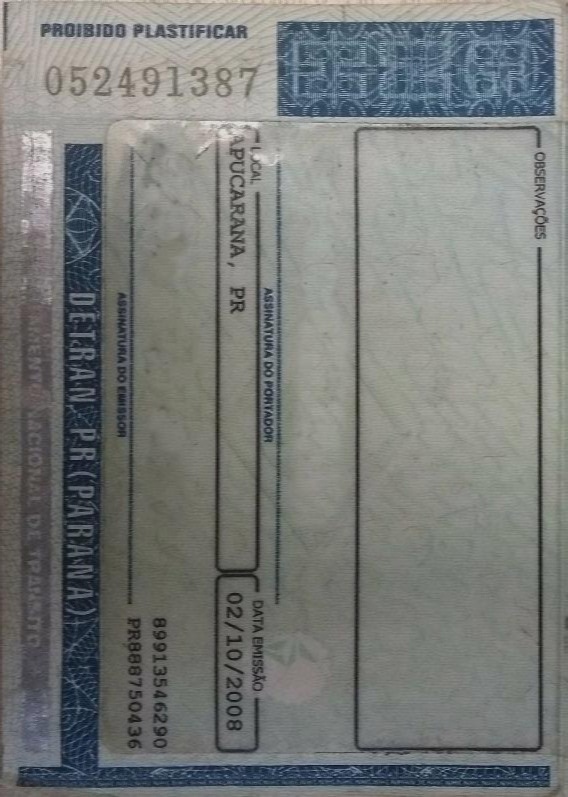 PROIBIDO PLASTIFICAR
052491387
OBSERVAÇÕES
ASSINATURA DO PORTADOR
LOCAL
APUCARANA, PR
DATA EMISSÃO
02/10/2008
ASSINATURA DO EMISSOR
89913546290
PR888750436
DETRAN PR (PARANA)
NACIONAL DE TRÂNSITO